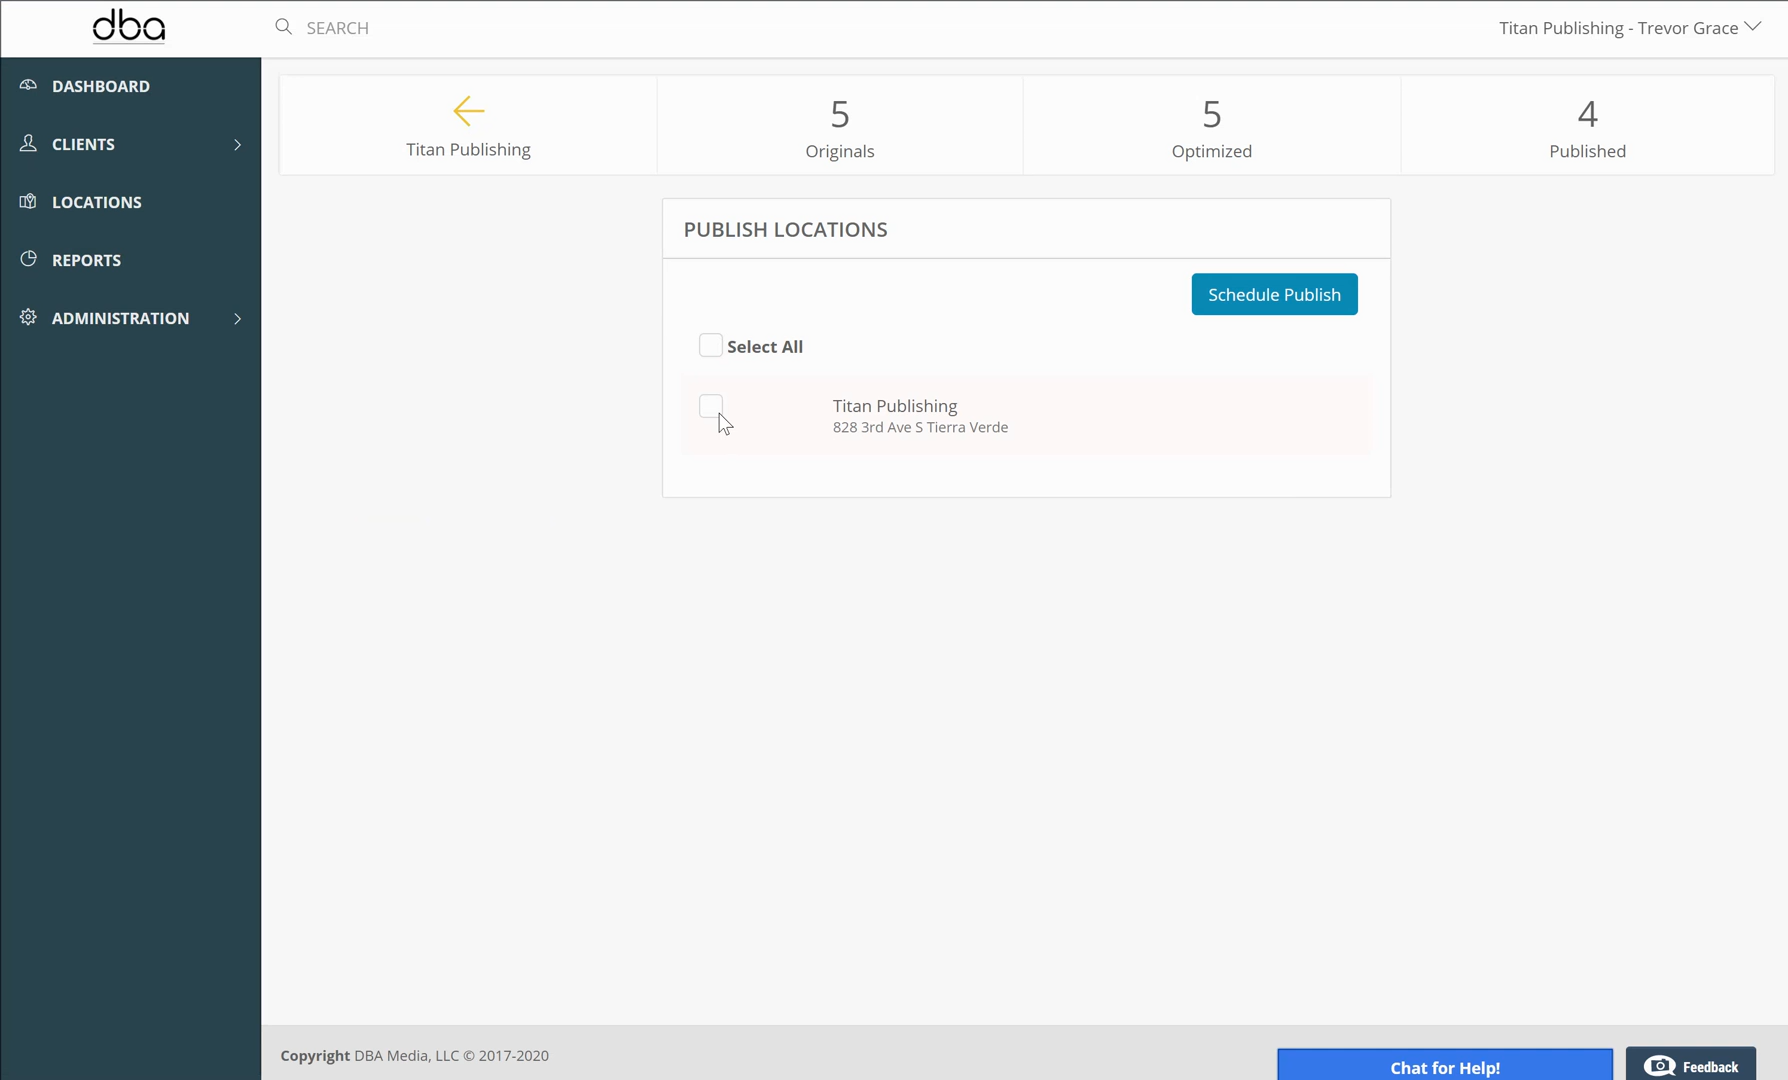 dba
SEARCH
Titan Publishing - Trevor Grace
DASHBOARD
CLIENTS
LOCATIONS
REPORTS
ADMINISTRATION
Titan Publishing
5
Originals
5
Optimized
4
Published
PUBLISH LOCATIONS
Schedule Publish
Select All
Titan Publishing
828 3rd Ave S Tierra Verde
Copyright DBA Media, LLC © 2017-2020
Chat for Help!
Feedback